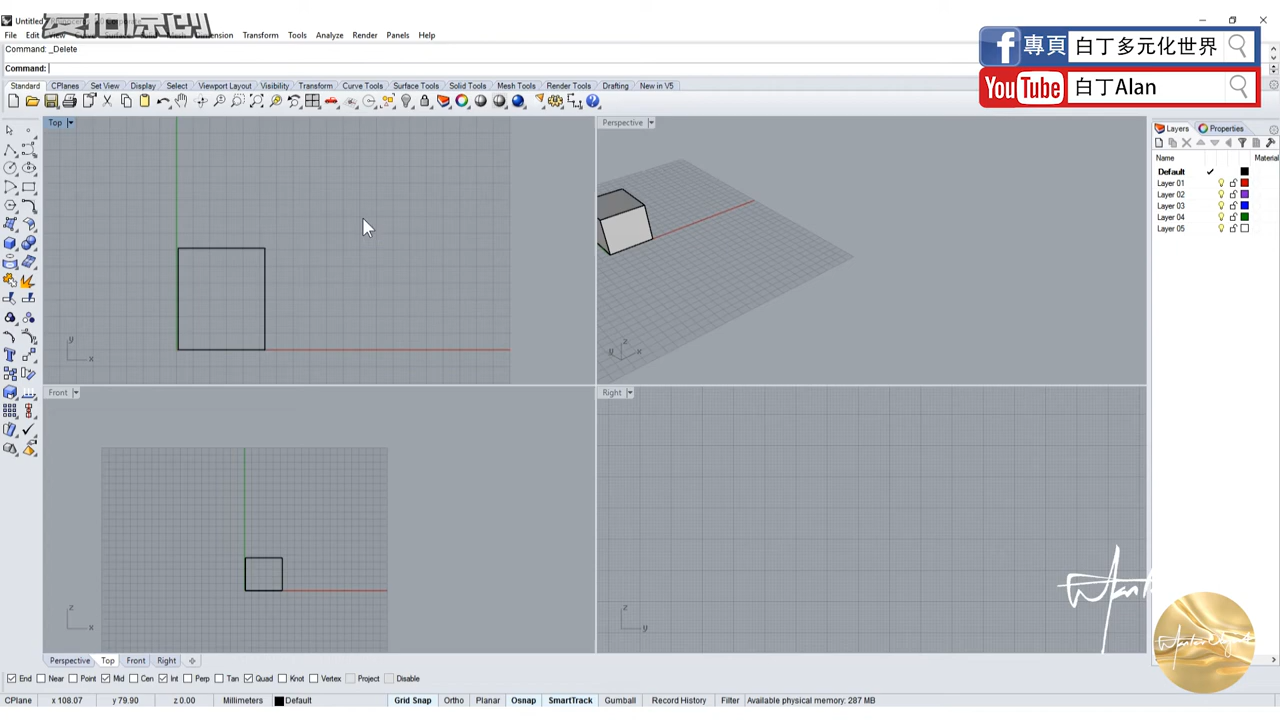 Untitled
愛拍原创
File Edit
Dimension Transform Tools Analyze Render Panels Help
Command: _Delete
Command:
Standard CPlanes Set View Display Select Viewport Layout Visibility Transform Curve Tools Surface Tools Solid Tools Mesh Tools Render Tools Drafting New in V5
專頁 白丁多元化世界
YouTube 白丁Alan
Top
Perspective
Layers Properties
Name Material
Default
Layer 01
Layer 02
Layer 03
Layer 04
Layer 05
y
x
z
y x
Front
Right
z
x
z
y
Perspective Top Front Right
End Near Point Mid Cen Int Perp Tan Quad Knot Vertex Project Disable
CPlane x 108.07 y 79.90 z 0.00 Millimeters Default Grid Snap Ortho Planar Osnap SmartTrack Gumball Record History Filter Available physical memory: 287 MB